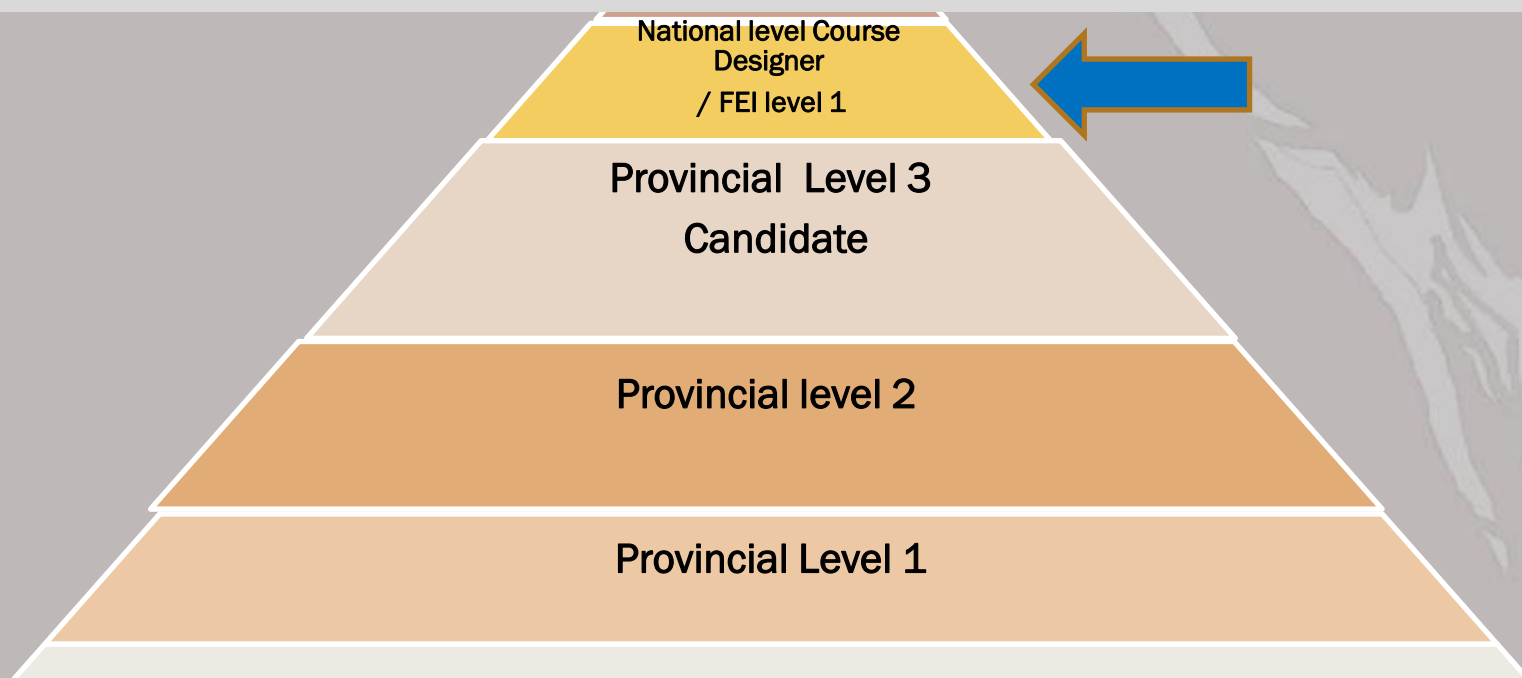 National level Course
Designer
/ FEI level 1
Provincial  Level 3
Candidate
Provincial level 2
Provincial Level 1